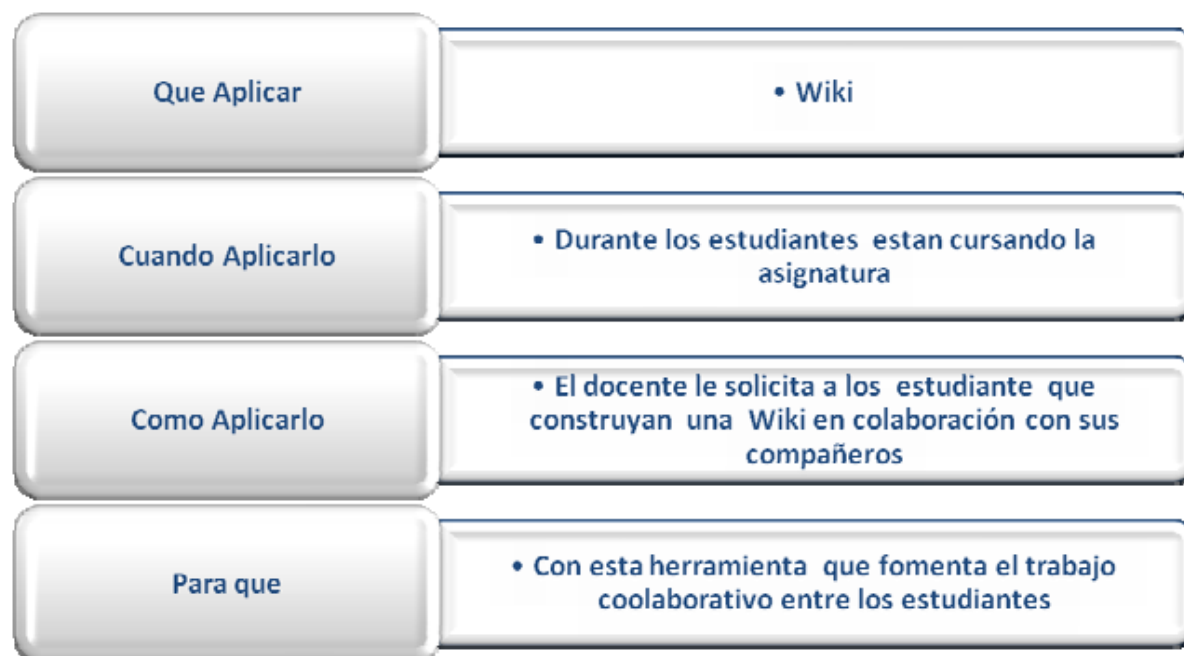 Que Aplicar
• Wiki
Cuando Aplicarlo
• Durante los estudiantes estan cursando la
asignatura
Como Aplicarlo
• El docente le solicita a los estudiante que
construyan una Wiki en colaboración con sus
compañeros
Para que
• Con esta herramienta que fomenta el trabajo
coolaborativo entre los estudiantes